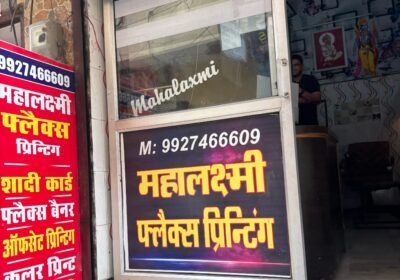 9927466609
महालक्ष्मी
फ्लैक्स
प्रिन्टिंग
शादी कार्ड
फ्लैक्स बैनर
ऑफसेट प्रिन्टिंग
कलर प्रिन्ट
Mahalaxmi
M: 9927466609
महालक्ष्मी
फ्लैक्स प्रिन्टिंग